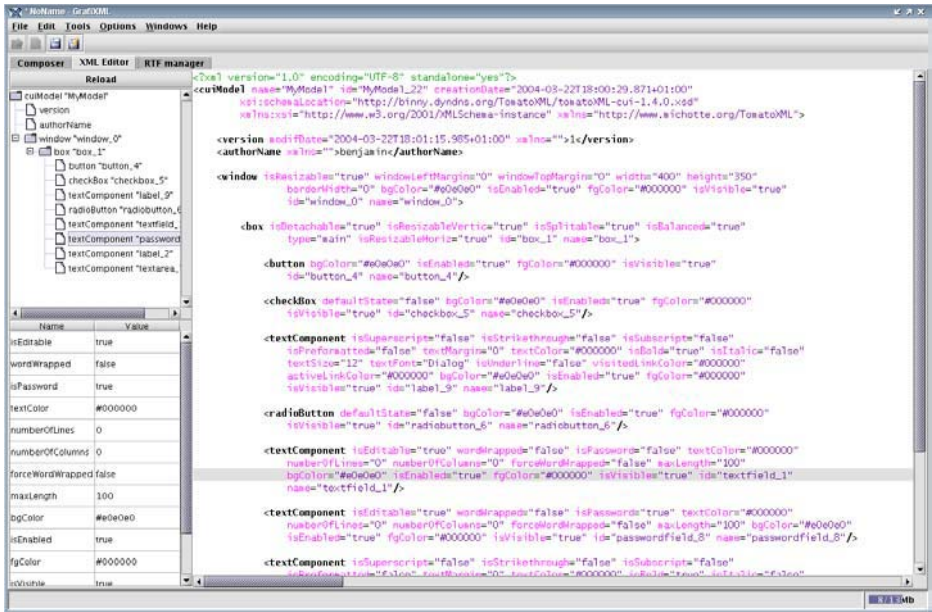 *NoName - GrafiXML
File Edit Tools Options Windows Help
Composer XML Editor RTF manager
Reload
cuiModel "MyModel"
version
authorName
window "window_0"
box "box_1"
button "button_4"
checkBox "checkbox_5"
textComponent "label_9"
radioButton "radiobutton_6
textComponent "textfield_
textComponent "password
textComponent "label_2"
textComponent "textarea_
Name Value
isEditable true
wordWrapped false
isPassword true
textColor #000000
numberOfLines 0
numberOfColumns 0
forceWordWrapped false
maxLength 100
bgColor #e0e0e0
isEnabled true
fgColor #000000
isVisible true
<?xml version="1.0" encoding="UTF-8" standalone="yes"?>
<cuiModel name="MyModel" id="MyModel_22" creationDate="2004-03-22T18:00:29.871+01:00"
xsi:schemaLocation="http://binny.dyndns.org/TomatoXML/tomatoXML-cui-1.4.0.xsd"
xmlns:xsi="http://www.w3.org/2001/XMLSchema-instance" xmlns="http://www.michotte.org/TomatoXML">
<version modifDate="2004-03-22T18:01:15.985+01:00" xmlns="">1</version>
<authorName xmlns="">benjamin</authorName>
<window isResizable="true" windowLeftMargin="0" windowTopMargin="0" width="400" height="350"
borderWidth="0" bgColor="#e0e0e0" isEnabled="true" fgColor="#000000" isVisible="true"
id="window_0" name="window_0">
<box isDetachable="true" isResizableVertic="true" isSplitable="true" isBalanced="true"
type="main" isResizableHoriz="true" id="box_1" name="box_1">
<button bgColor="#e0e0e0" isEnabled="true" fgColor="#000000" isVisible="true"
id="button_4" name="button_4"/>
<checkBox defaultState="false" bgColor="#e0e0e0" isEnabled="true" fgColor="#000000"
isVisible="true" id="checkbox_5" name="checkbox_5"/>
<textComponent isSuperscript="false" isStrikethrough="false" isSubscript="false"
isPreformatted="false" textMargin="0" textColor="#000000" isBold="true" isItalic="false"
textSize="12" textFont="Dialog" isUnderline="false" visitedLinkColor="#000000"
activeLinkColor="#000000" bgColor="#e0e0e0" isEnabled="true" fgColor="#000000"
isVisible="true" id="label_9" name="label_9"/>
<radioButton defaultState="false" bgColor="#e0e0e0" isEnabled="true" fgColor="#000000"
isVisible="true" id="radiobutton_6" name="radiobutton_6"/>
<textComponent isEditable="true" wordWrapped="false" isPassword="false" textColor="#000000"
numberOfLines="0" numberOfColumns="0" forceWordWrapped="false" maxLength="100"
bgColor="#e0e0e0" isEnabled="true" fgColor="#000000" isVisible="true" id="textfield_1"
name="textfield_1"/>
<textComponent isEditable="true" wordWrapped="false" isPassword="true" textColor="#000000"
numberOfLines="0" numberOfColumns="0" forceWordWrapped="false" maxLength="100" bgColor="#e0e0e0"
isEnabled="true" fgColor="#000000" isVisible="true" id="passwordfield_8" name="passwordfield_8"/>
<textComponent isSuperscript="false" isStrikethrough="false" isSubscript="false"
isPreformatted="false" textMargin="0" textColor="#000000" isBold="true" isItalic="false"
Mb